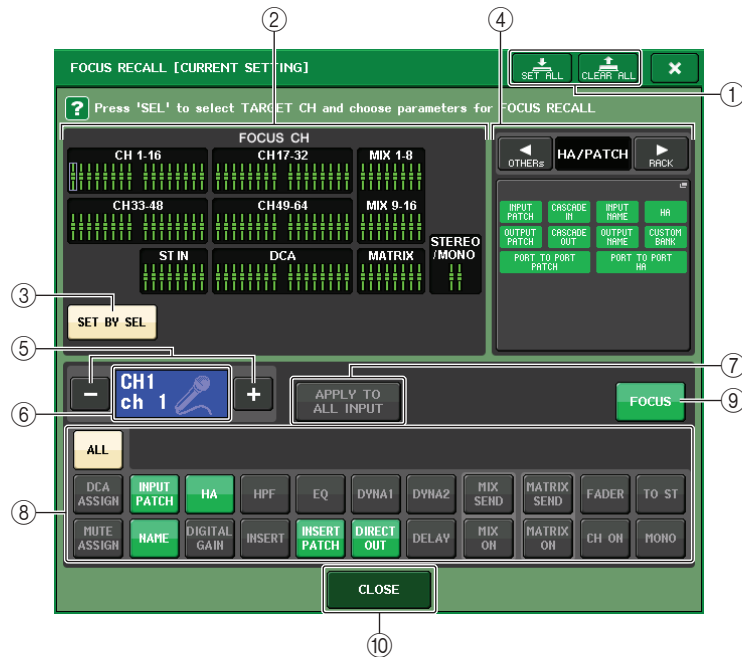 ② ④
FOCUS RECALL [CURRENT SETTING]
SET ALL
CLEAR ALL
①
? Press 'SEL' to select TARGET CH and choose parameters for FOCUS RECALL
FOCUS CH
CH 1-16
CH17-32
MIX 1-8
CH33-48
CH49-64
MIX 9-16
ST IN
DCA
MATRIX
STEREO
/MONO
OTHERs
HA/PATCH
RACK
INPUT
PATCH
CASCADE
IN
INPUT
NAME
HA
OUTPUT
PATCH
CASCADE
OUT
OUTPUT
NAME
CUSTOM
BANK
PORT TO PORT
PATCH
PORT TO PORT
HA
③
SET BY SEL
⑤
⑥
−
CH1
ch 1
+
⑦
APPLY TO
ALL INPUT
FOCUS
⑨
⑧
ALL
DCA
ASSIGN
INPUT
PATCH
HA
HPF
EQ
DYNA1
DYNA2
MIX
SEND
MATRIX
SEND
FADER
TO ST
MUTE
ASSIGN
NAME
DIGITAL
GAIN
INSERT
INSERT
PATCH
DIRECT
OUT
DELAY
MIX
ON
MATRIX
ON
CH ON
MONO
CLOSE
⑩